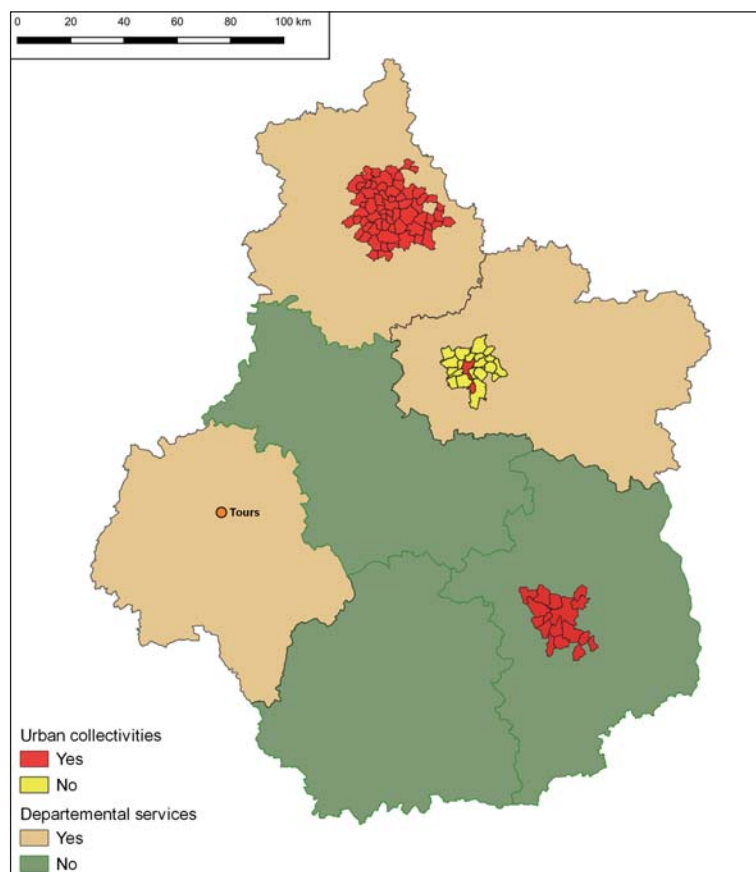 0 20 40 60 80 100 km
Tours
Urban collectivities
Yes
No
Departemental services
Yes
No